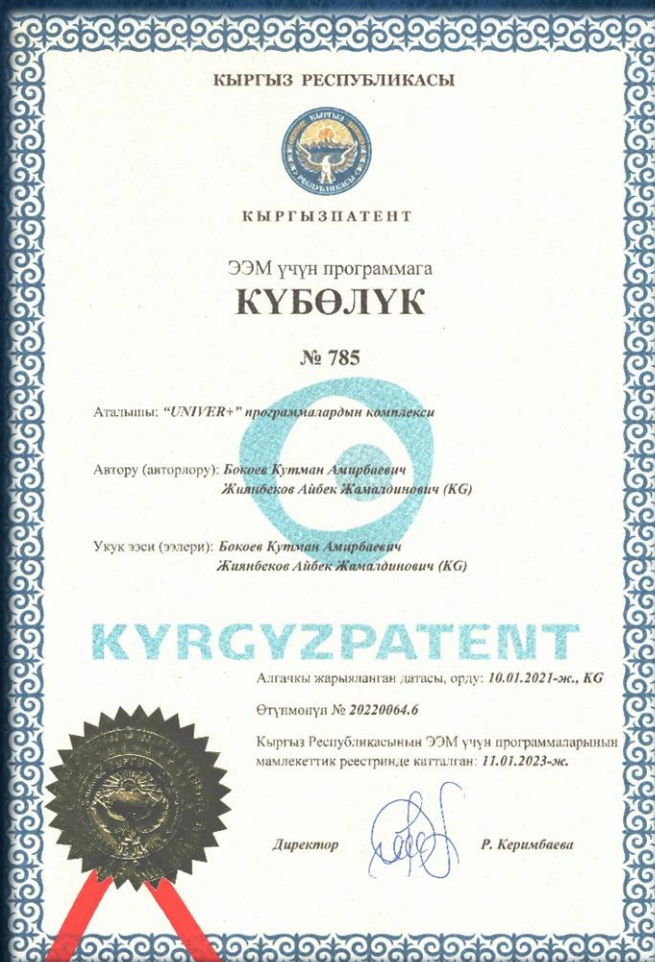 КЫРГЫЗ РЕСПУБЛИКАСЫ
КЫРГЫЗПАТЕНТ
ЭЭМ үчүн программага
КҮБӨЛҮК
№ 785
Аталышы: “UNIVER+” программалардын комплекси
Автору (авторлору): Бокоев Кутман Амирбаевич
Жиянбеков Айбек Жамалдинович (KG)
Укук ээси (ээлери): Бокоев Кутман Амирбаевич
Жиянбеков Айбек Жамалдинович (KG)
KYRGYZPATENT
Алгачкы жарыяланган датасы, орду: 10.01.2021-ж., KG
Өтүнмөнүн № 20220064.6
Кыргыз Республикасынын ЭЭМ үчүн программаларынын
мамлекеттик реестринде катталган: 11.01.2023-ж.
Директор Р. Керимбаева